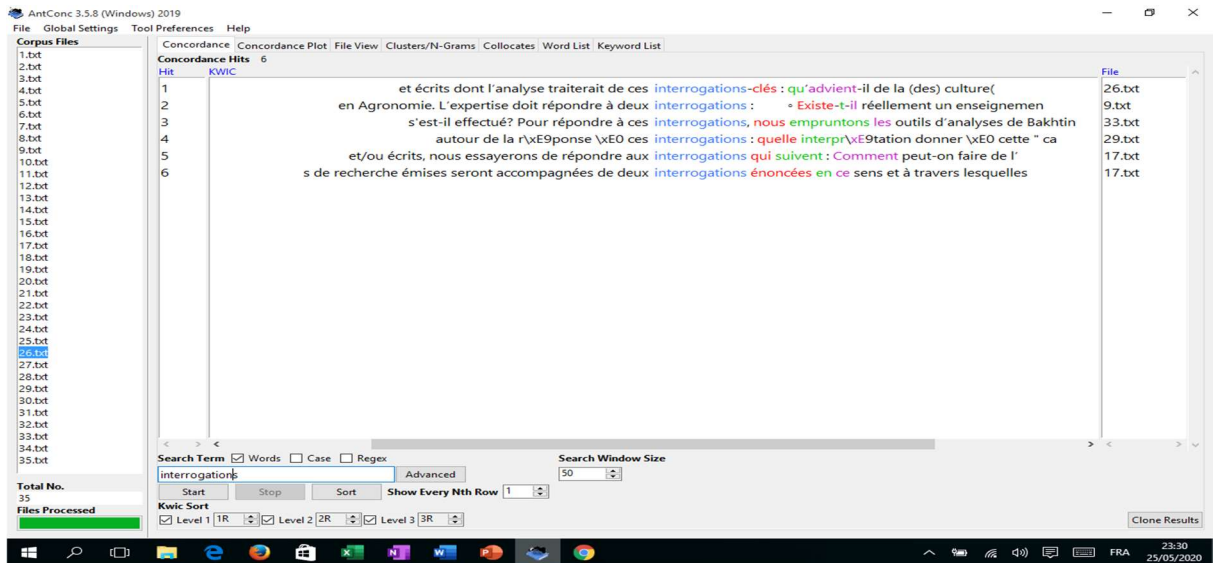 AntConc 3.5.8 (Windows) 2019
File Global Settings Tool Preferences Help
Corpus Files
1.txt
2.txt
3.txt
4.txt
5.txt
6.txt
7.txt
8.txt
9.txt
10.txt
11.txt
12.txt
13.txt
14.txt
15.txt
16.txt
17.txt
18.txt
19.txt
20.txt
21.txt
22.txt
23.txt
24.txt
25.txt
26.txt
27.txt
28.txt
29.txt
30.txt
31.txt
32.txt
33.txt
34.txt
35.txt
Total No.
35
Files Processed
Concordance Concordance Plot File View Clusters/N-Grams Collocates Word List Keyword List
Concordance Hits 6
Hit KWIC File
1 et écrits dont l'analyse traiterait de ces interrogations-clés : qu'advient-il de la (des) culture( 26.txt
2 en Agronomie. L'expertise doit répondre à deux interrogations : ◦ Existe-t-il réellement un enseignemen 9.txt
3 s'est-il effectué? Pour répondre à ces interrogations, nous empruntons les outils d'analyses de Bakhtin 33.txt
4 autour de la r\xE9ponse \xE0 ces interrogations : quelle interpr\xE9tation donner \xE0 cette " ca 29.txt
5 et/ou écrits, nous essayerons de répondre aux interrogations qui suivent : Comment peut-on faire de l' 17.txt
6 s de recherche émises seront accompagnées de deux interrogations énoncées en ce sens et à travers lesquelles 17.txt
Search Term Words Case Regex Search Window Size
interrogations Advanced 50
Start Stop Sort Show Every Nth Row 1
Kwic Sort
Level 1 1R Level 2 2R Level 3 3R Clone Results
FRA 23:30
25/05/2020